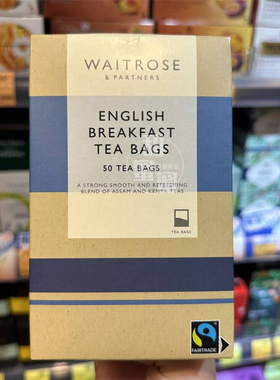 WAITROSE
& PARTNERS
ENGLISH
BREAKFAST
TEA BAGS
50 TEA BAGS
A STRONG SMOOTH AND REFRESHING
BLEND OF ASSAM AND KENYA TEAS
TEA BAGS
FAIRTRADE